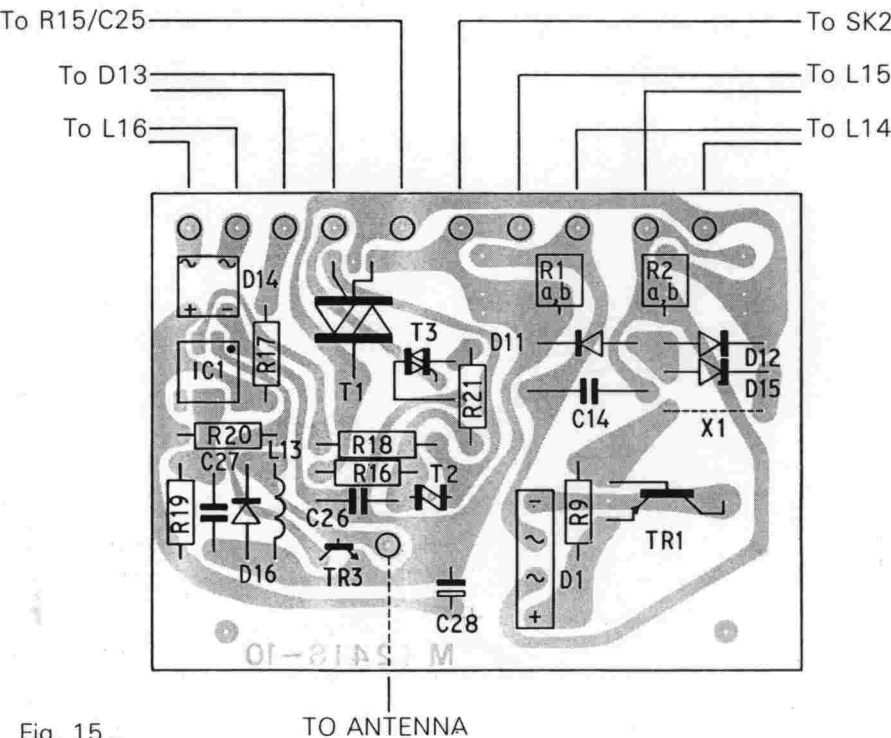 To R15/C25
To SK2
To D13
To L15
To L16
To L14
D14
R1
a,b
R2
a,b
IC1
R17
T3
D11
D12
T1
R21
D15
C14
X1
R20
L13
R18
C27
R16
T2
R19
C26
R9
TR1
D16
TR3
D1
C28
TO ANTENNA
Fig. 15